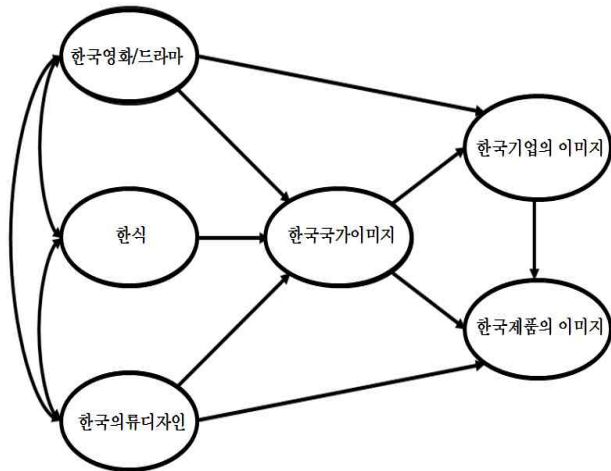 한국영화/드라마
한국기업의 이미지
한식
한국국가이미지
한국제품의 이미지
한국의류디자인